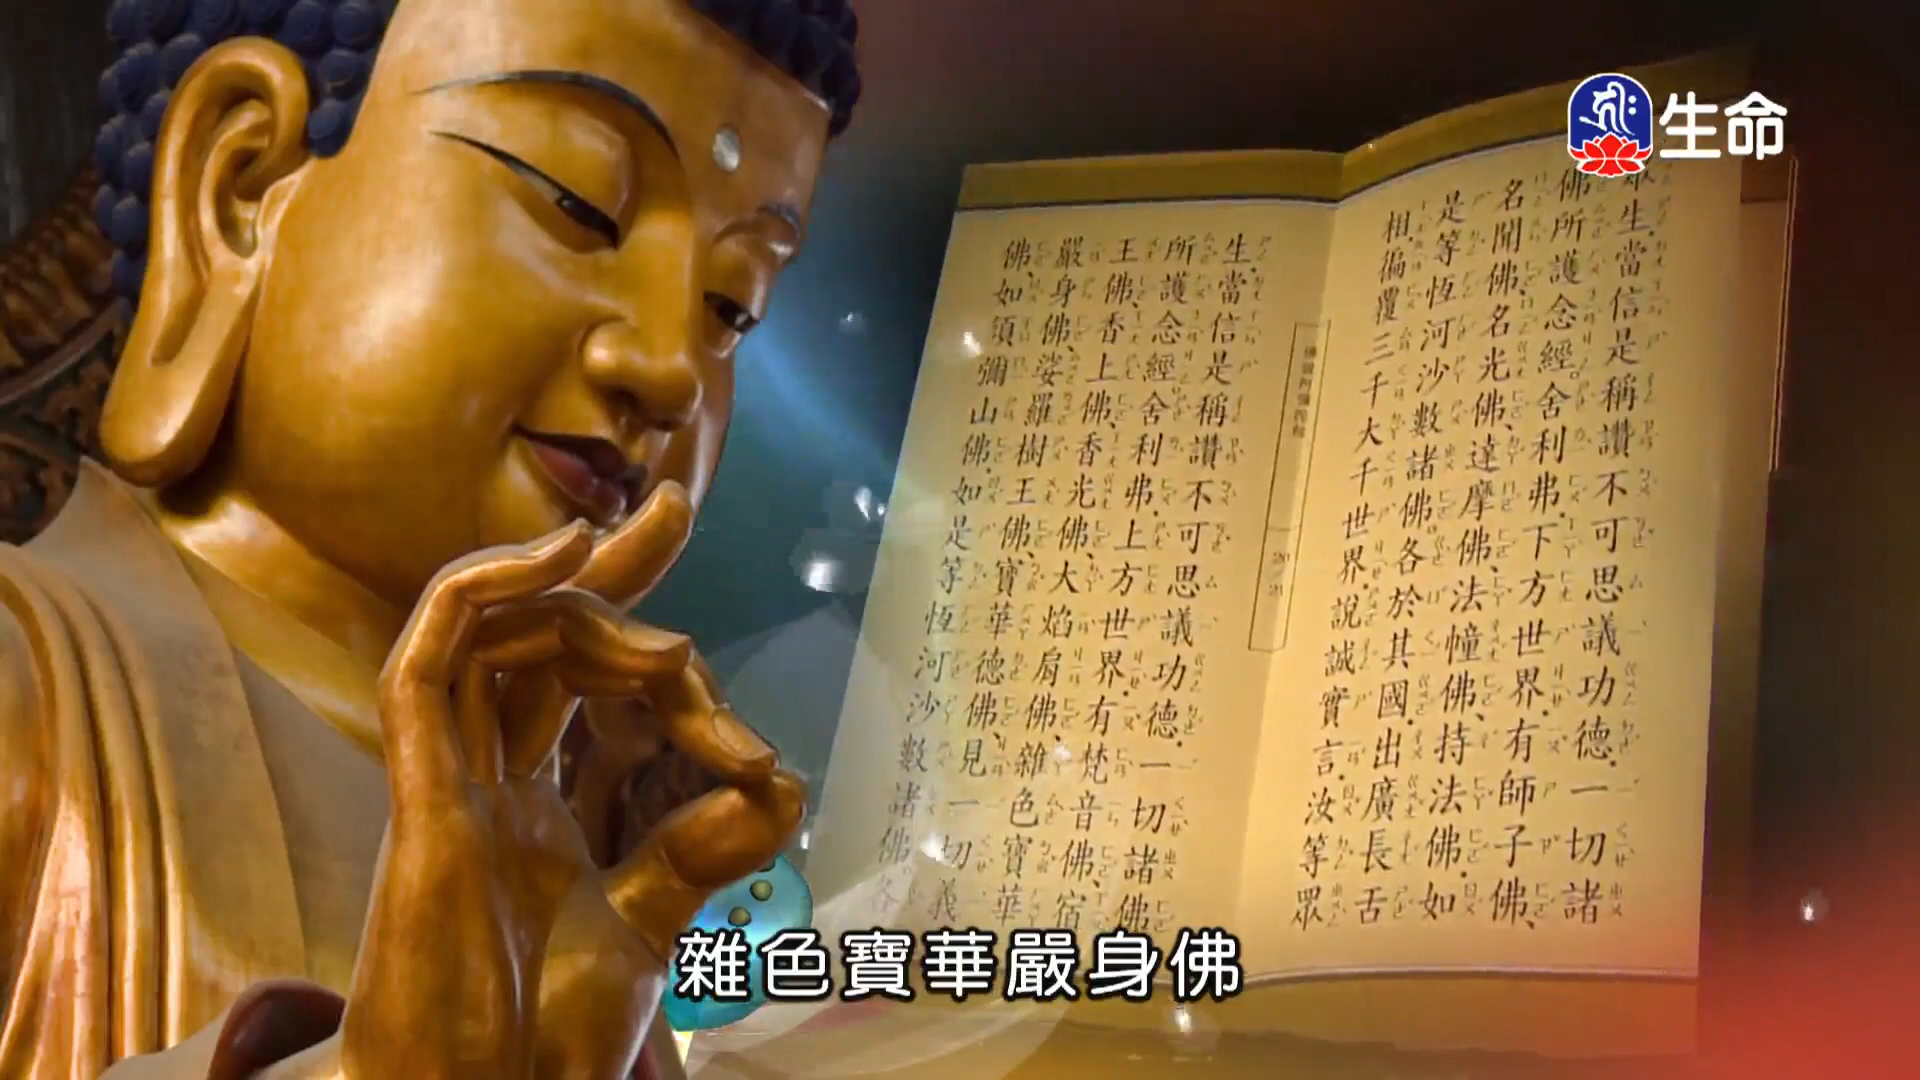 生命
眾生.當信是稱讚不可思議功德.一切諸
佛所護念經。舍利弗.下方世界.有師子佛、
名聞佛、名光佛、達摩佛、法幢佛、持法佛.如
是等恆河沙數諸佛.各於其國.出廣長舌
相.徧覆三千大千世界.說誠實言.汝等眾
20
21
生.當信是稱讚不可思議功德.一切諸佛
所護念經。舍利弗.上方世界.有梵音佛、宿
王佛、香上佛、香光佛、大焰肩佛、雜色寶華
嚴身佛、娑羅樹王佛、寶華德佛、見一切義
佛、如須彌山佛.如是等恆河沙數諸佛。各
雜色寶華嚴身佛